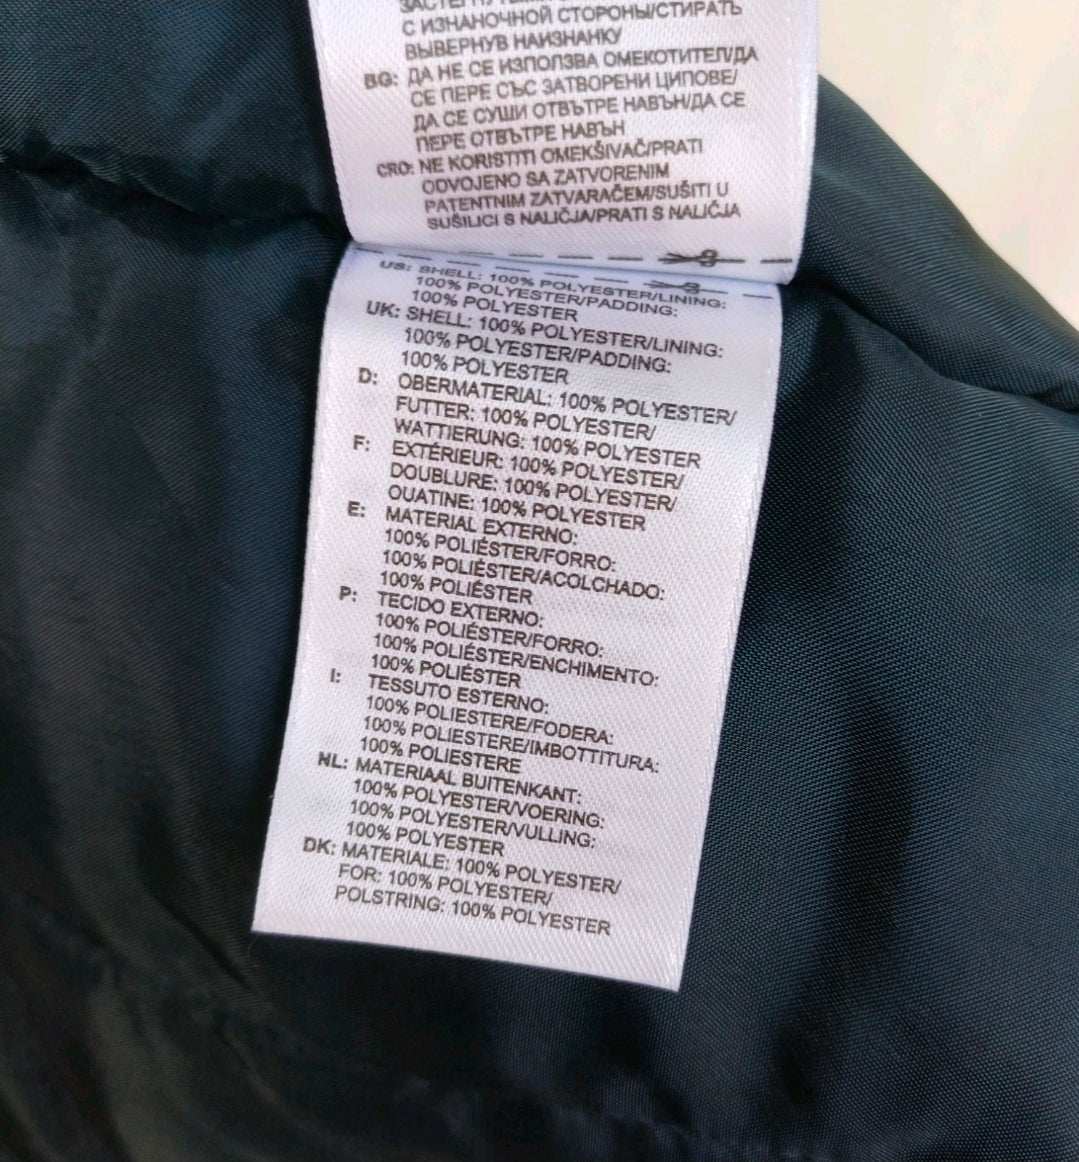 С ИЗНАНОЧНОЙ СТОРОНЫ/СТИРАТЬ
ВЫВЕРНУВ НАИЗНАНКУ
BG: ДА НЕ СЕ ИЗПОЛЗВА ОМЕКОТИТЕЛ/ДА
СЕ ПЕРЕ СЪС ЗАТВОРЕНИ ЦИПОВЕ/
ДА СЕ СУШИ ОТВЪТРЕ НАВЪН/ДА СЕ
ПЕРЕ ОТВЪТРЕ НАВЪН
CRO: NE KORISTITI OMEKŠIVAČ/PRATI
ODVOJENO SA ZATVORENIM
PATENTNIM ZATVARAČEM/SUŠITI U
SUŠILICI S NALIČJA/PRATI S NALIČJA
US: SHELL: 100% POLYESTER/LINING:
100% POLYESTER/PADDING:
100% POLYESTER
UK: SHELL: 100% POLYESTER/LINING:
100% POLYESTER/PADDING:
100% POLYESTER
D: OBERMATERIAL: 100% POLYESTER/
FUTTER: 100% POLYESTER/
WATTIERUNG: 100% POLYESTER
F: EXTÉRIEUR: 100% POLYESTER/
DOUBLURE: 100% POLYESTER/
OUATINE: 100% POLYESTER
E: MATERIAL EXTERNO:
100% POLIÉSTER/FORRO:
100% POLIÉSTER/ACOLCHADO:
100% POLIÉSTER
P: TECIDO EXTERNO:
100% POLIÉSTER/FORRO:
100% POLIÉSTER/ENCHIMENTO:
100% POLIÉSTER
I: TESSUTO ESTERNO:
100% POLIESTERE/FODERA:
100% POLIESTERE/IMBOTTITURA:
100% POLIESTERE
NL: MATERIAAL BUITENKANT:
100% POLYESTER/VOERING:
100% POLYESTER/VULLING:
100% POLYESTER
DK: MATERIALE: 100% POLYESTER/
FOR: 100% POLYESTER/
POLSTRING: 100% POLYESTER